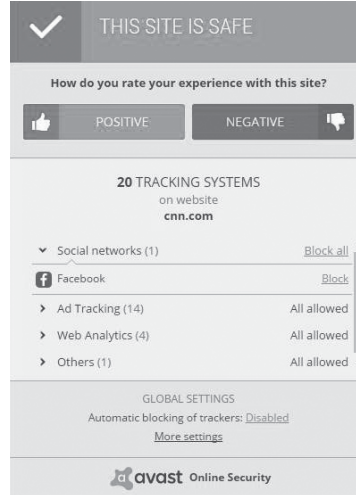 THIS SITE IS SAFE
How do you rate your experience with this site?
POSITIVE NEGATIVE
20 TRACKING SYSTEMS
on website
cnn.com
Social networks (1) Block all
Facebook Block
Ad Tracking (14) All allowed
Web Analytics (4) All allowed
Others (1) All allowed
GLOBAL SETTINGS
Automatic blocking of trackers: Disabled
More settings
avast Online Security